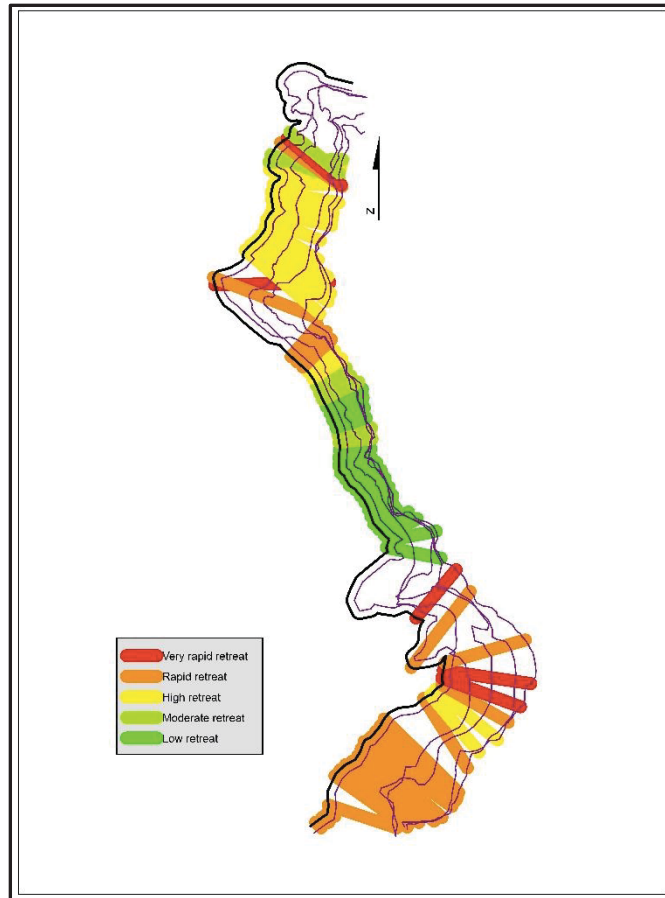 N
Very rapid retreat
Rapid retreat
High retreat
Moderate retreat
Low retreat